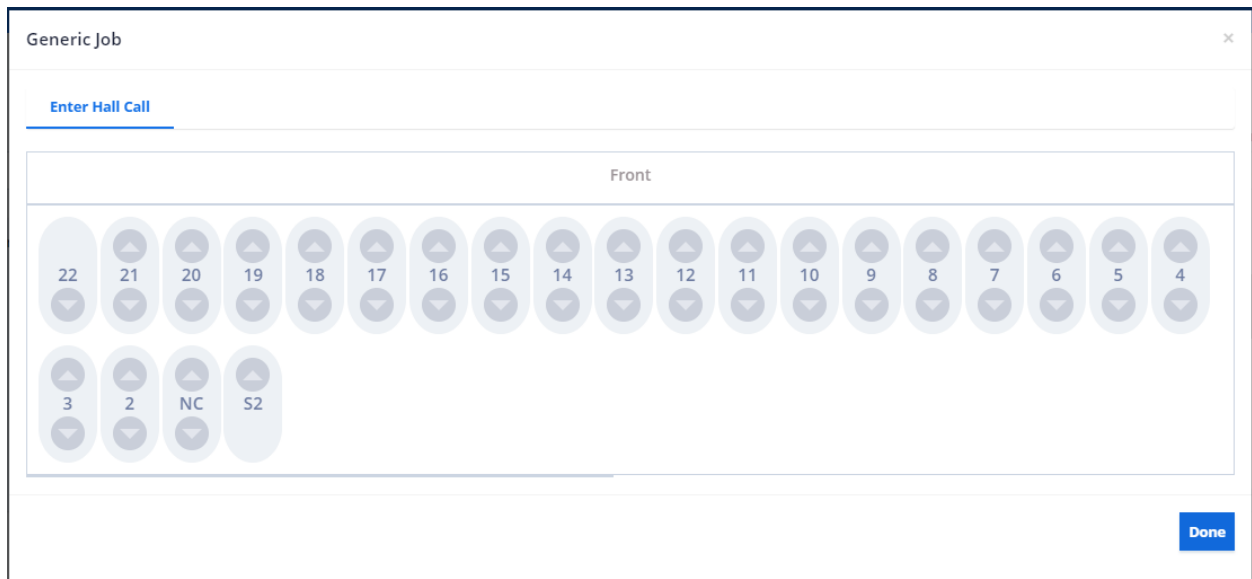 Generic Job
×
Enter Hall Call
Front
22 21 20 19 18 17 16 15 14 13 12 11 10 9 8 7 6 5 4
3 2 NC S2
Done